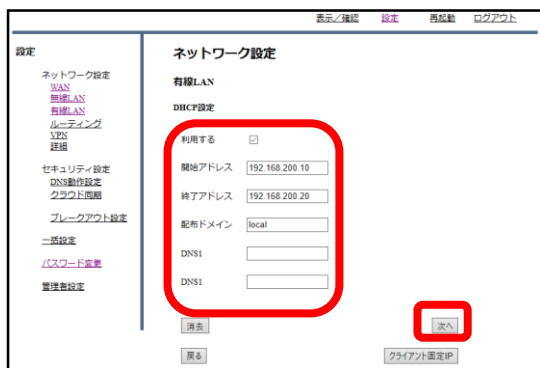 表示/確認 設定 再起動 ログアウト
設定
ネットワーク設定
WAN
無線LAN
有線LAN
ルーティング
VPN
詳細
セキュリティ設定
DNS動作設定
クラウド同期
ブレークアウト設定
一括設定
パスワード変更
管理者設定
ネットワーク設定
有線LAN
DHCP設定
利用する
開始アドレス 192.168.200.10
終了アドレス 192.168.200.20
配布ドメイン local
DNS1
DNS1
消去 次へ
戻る クライアント固定IP